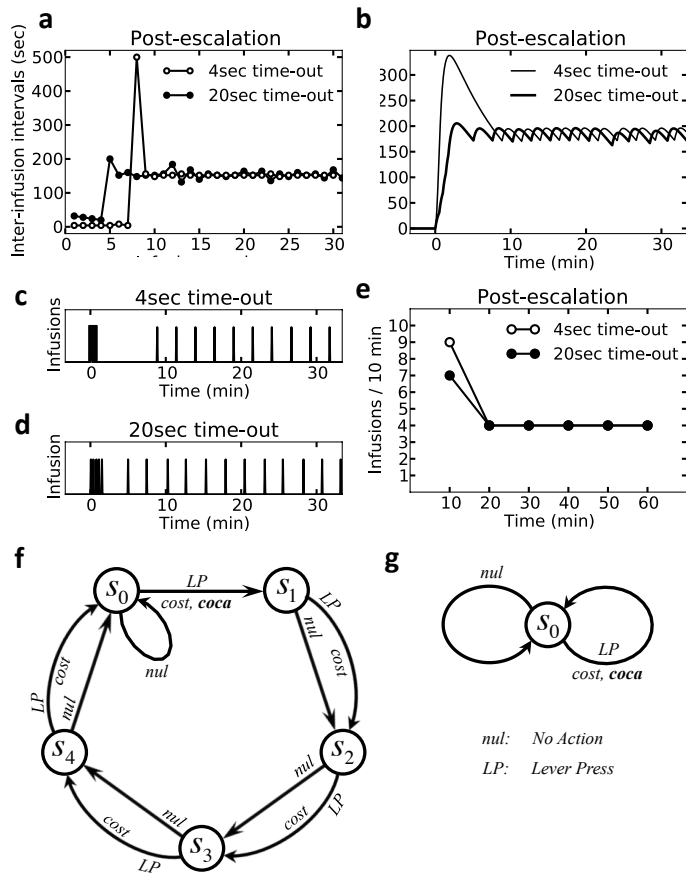 a
Post-escalation
Inter-infusion intervals (sec)
500
400
300
200
100
0
4sec time-out
20sec time-out
0 5 10 15 20 25 30
b
Post-escalation
300
250
200
150
100
50
0
4sec time-out
20sec time-out
0 10 20 30
Time (min)
c
4sec time-out
Infusions
0 10 20 30
Time (min)
d
20sec time-out
Infusion
0 10 20 30
Time (min)
e
Post-escalation
Infusions / 10 min
10
9
8
7
6
5
4
3
2
1
4sec time-out
20sec time-out
10 20 30 40 50 60
Time (min)
f
S0
LP
cost, coca
S1
nul
LP
nul
cost
S2
nul
cost
LP
S3
nul
cost
LP
S4
LP
cost
nul
g
nul
S0
LP
cost, coca
nul: No Action
LP: Lever Press